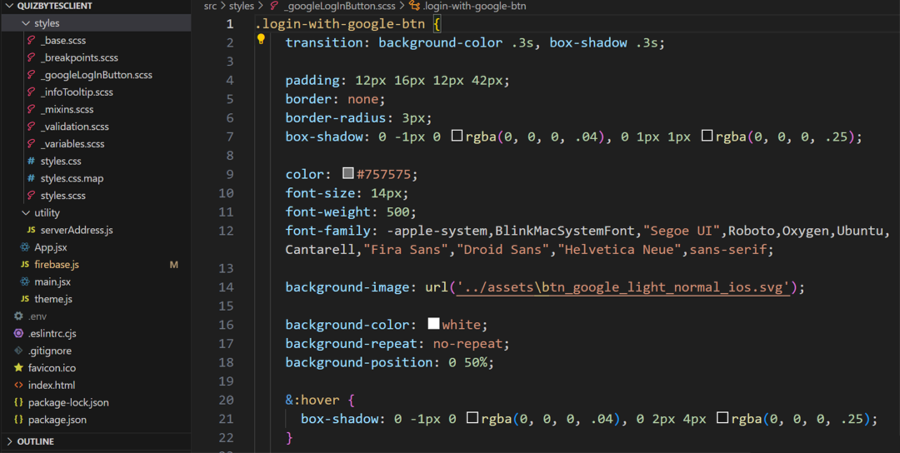 QUIZBYTESCLIENT
styles
_base.scss
_breakpoints.scss
_googleLogInButton.scss
_infoTooltip.scss
_mixins.scss
_validation.scss
_variables.scss
# styles.css
# styles.css.map
styles.scss
utility
JS serverAddress.js
App.jsx
JS firebase.js M
main.jsx
JS theme.js
.env
.eslintrc.cjs
.gitignore
favicon.ico
<> index.html
{} package-lock.json
{} package.json
OUTLINE
src > styles > _googleLogInButton.scss > .login-with-google-btn
1 .login-with-google-btn {
2 transition: background-color .3s, box-shadow .3s;
3
4 padding: 12px 16px 12px 42px;
5 border: none;
6 border-radius: 3px;
7 box-shadow: 0 -1px 0 rgba(0, 0, 0, .04), 0 1px 1px rgba(0, 0, 0, .25);
8
9 color: #757575;
10 font-size: 14px;
11 font-weight: 500;
12 font-family: -apple-system,BlinkMacSystemFont,"Segoe UI",Roboto,Oxygen,Ubuntu,
Cantarell,"Fira Sans","Droid Sans","Helvetica Neue",sans-serif;
13
14 background-image: url('../assets\btn_google_light_normal_ios.svg');
15
16 background-color: white;
17 background-repeat: no-repeat;
18 background-position: 0 50%;
19
20 &:hover {
21 box-shadow: 0 -1px 0 rgba(0, 0, 0, .04), 0 2px 4px rgba(0, 0, 0, .25);
22 }